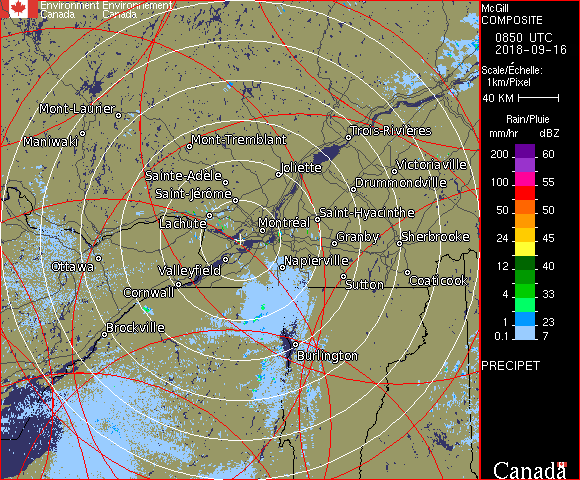 Environment Environnement
Canada Canada
McGill
COMPOSITE
0850 UTC
2018-09-16
Scale/Échelle:
1km/Pixel
40 KM
Rain/Pluie
mm/hr dBZ
200 60
150 57
100 55
50 50
24 45
12 40
4 33
1 23
0.1 7
PRECIPET
Canada
Mont-Laurier
Maniwaki
Mont-Tremblant
Trois-Rivières
Joliette
Victoriaville
Sainte-Adèle
Drummondville
Saint-Jérôme
Saint-Hyacinthe
Lachute
Montréal
Granby
Sherbrooke
Ottawa
Valleyfield
Napierville
Cornwall
Sutton
Coaticook
Brockville
Burlington